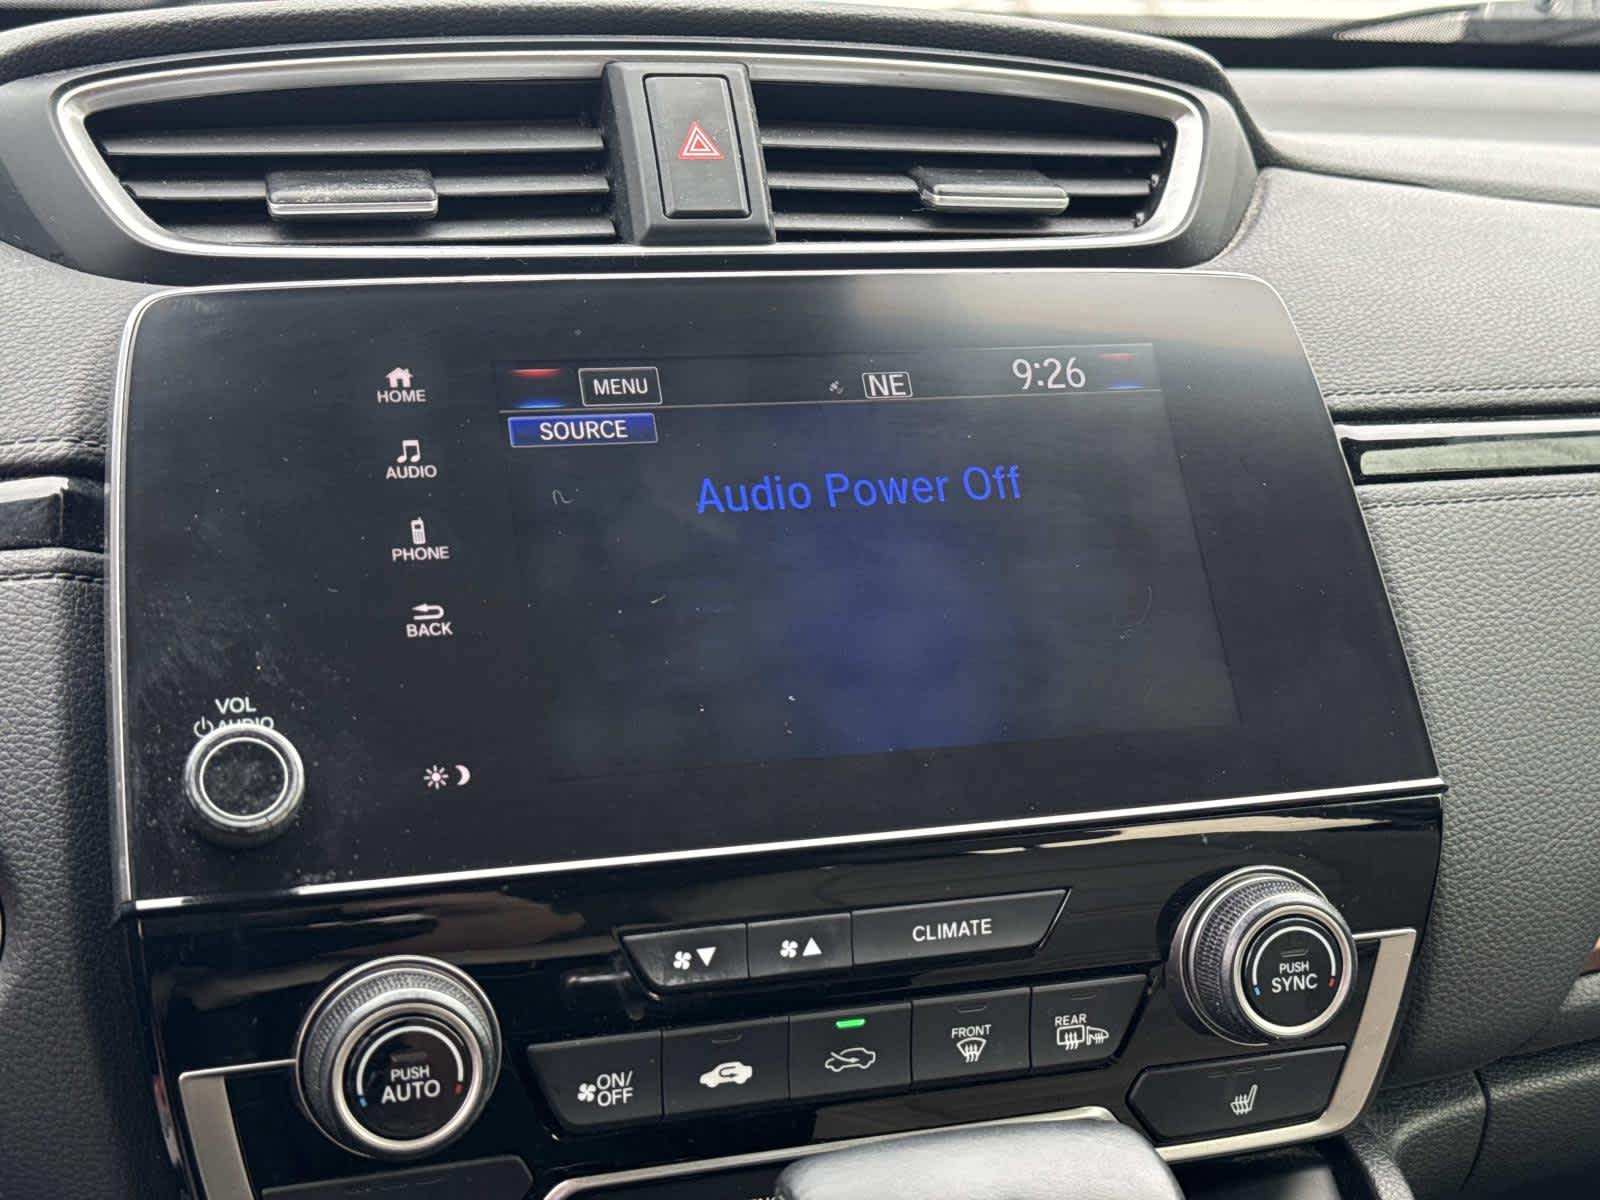 MENU
NE
9:26
SOURCE
Audio Power Off
HOME
AUDIO
PHONE
BACK
VOL
AUDIO
CLIMATE
PUSH
SYNC
PUSH
AUTO
ON/
OFF
FRONT
REAR